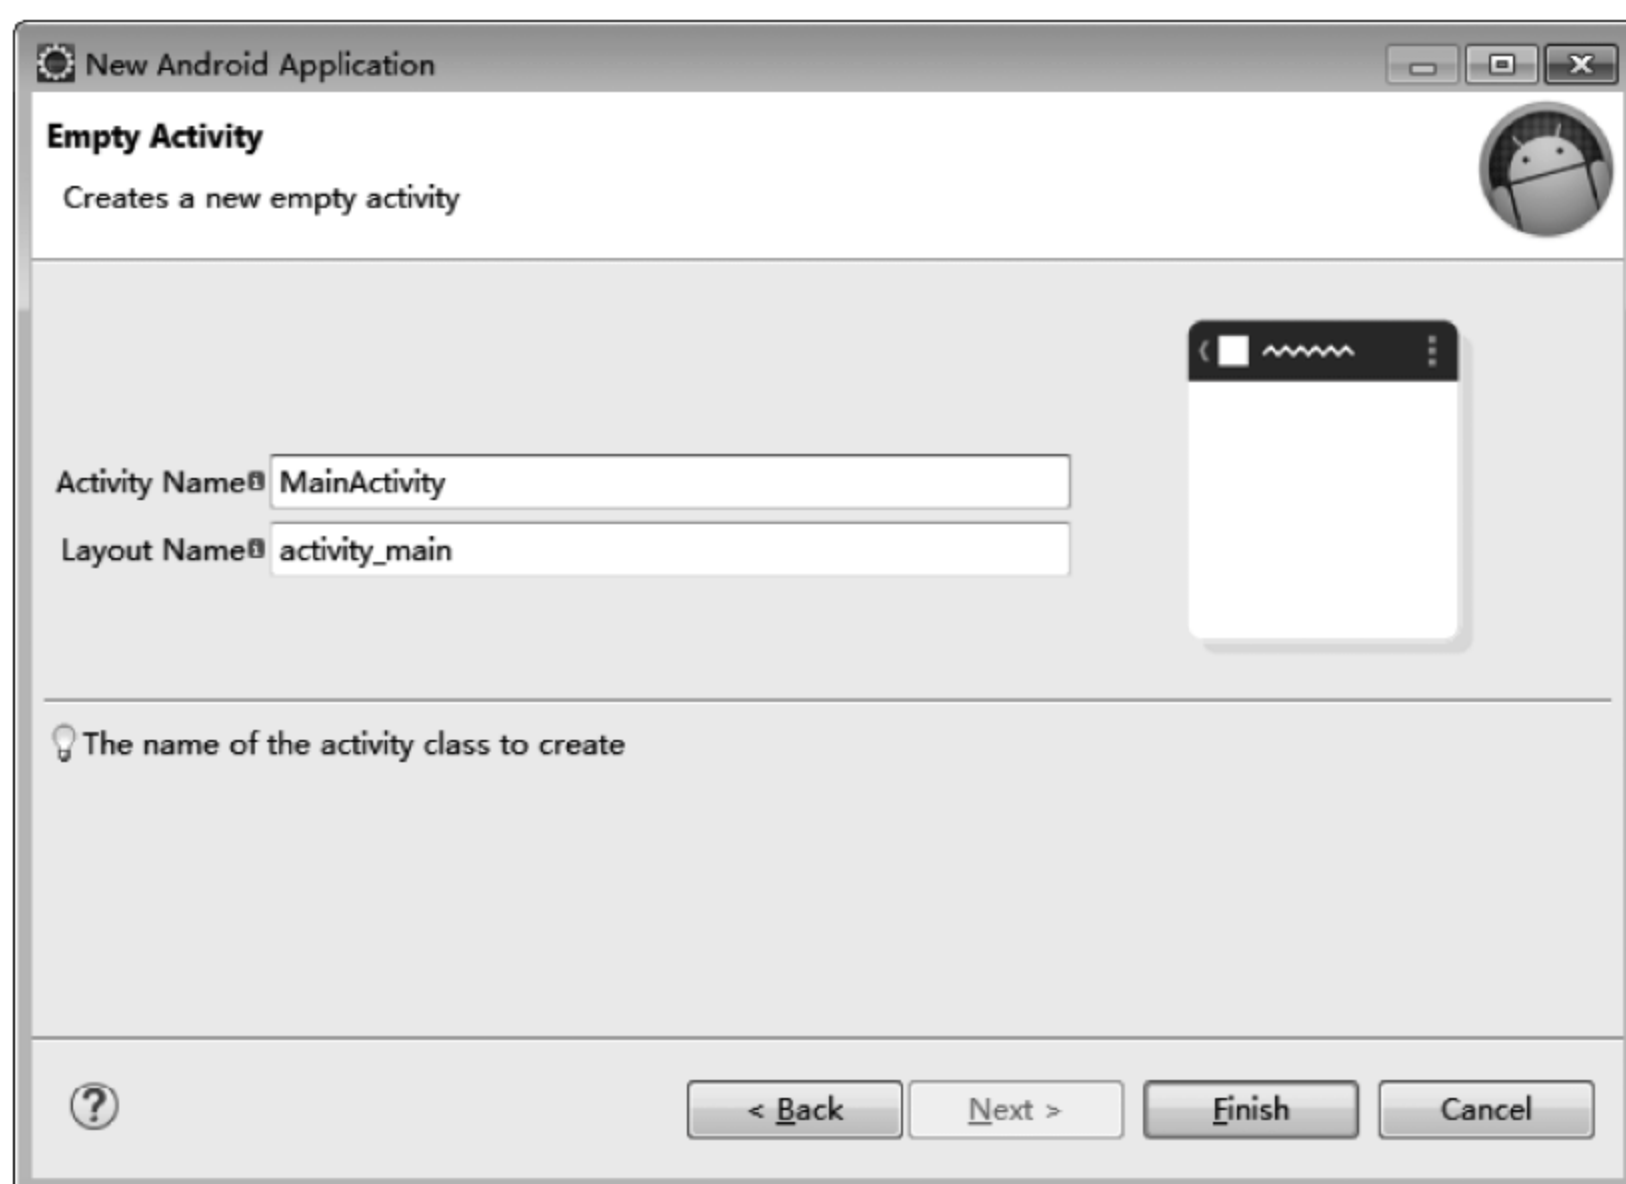 New Android Application
Empty Activity
Creates a new empty activity
Activity Name MainActivity
Layout Name activity_main
The name of the activity class to create
?
< Back Next > Finish Cancel